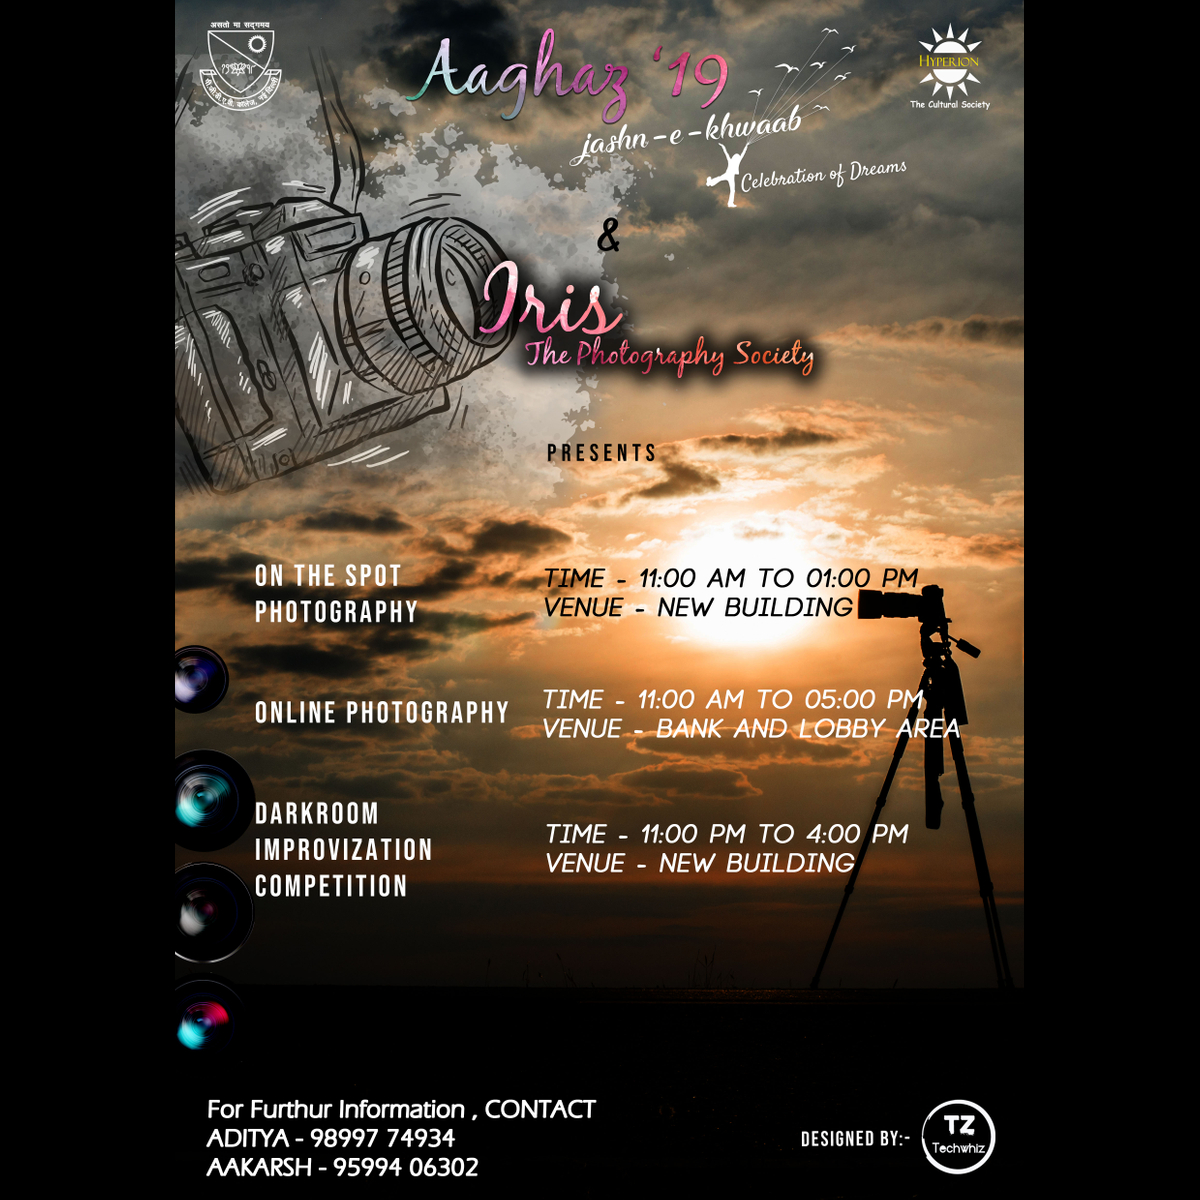 असतो मा सद्गमय
पी.जी.डी.ए.वी. कालेज, नई दिल्ली
Aaghaz '19
jashn-e-khwaab
Celebration of Dreams
HYPERION
The Cultural Society
&
Iris
The Photography Society
PRESENTS
ON THE SPOT
PHOTOGRAPHY
TIME - 11:00 AM TO 01:00 PM
VENUE - NEW BUILDING
ONLINE PHOTOGRAPHY
TIME - 11:00 AM TO 05:00 PM
VENUE - BANK AND LOBBY AREA
DARKROOM
IMPROVIZATION
COMPETITION
TIME - 11:00 PM TO 4:00 PM
VENUE - NEW BUILDING
For Furthur Information , CONTACT
ADITYA - 98997 74934
AAKARSH - 95994 06302
DESIGNED BY:-
TZ
Techwhiz